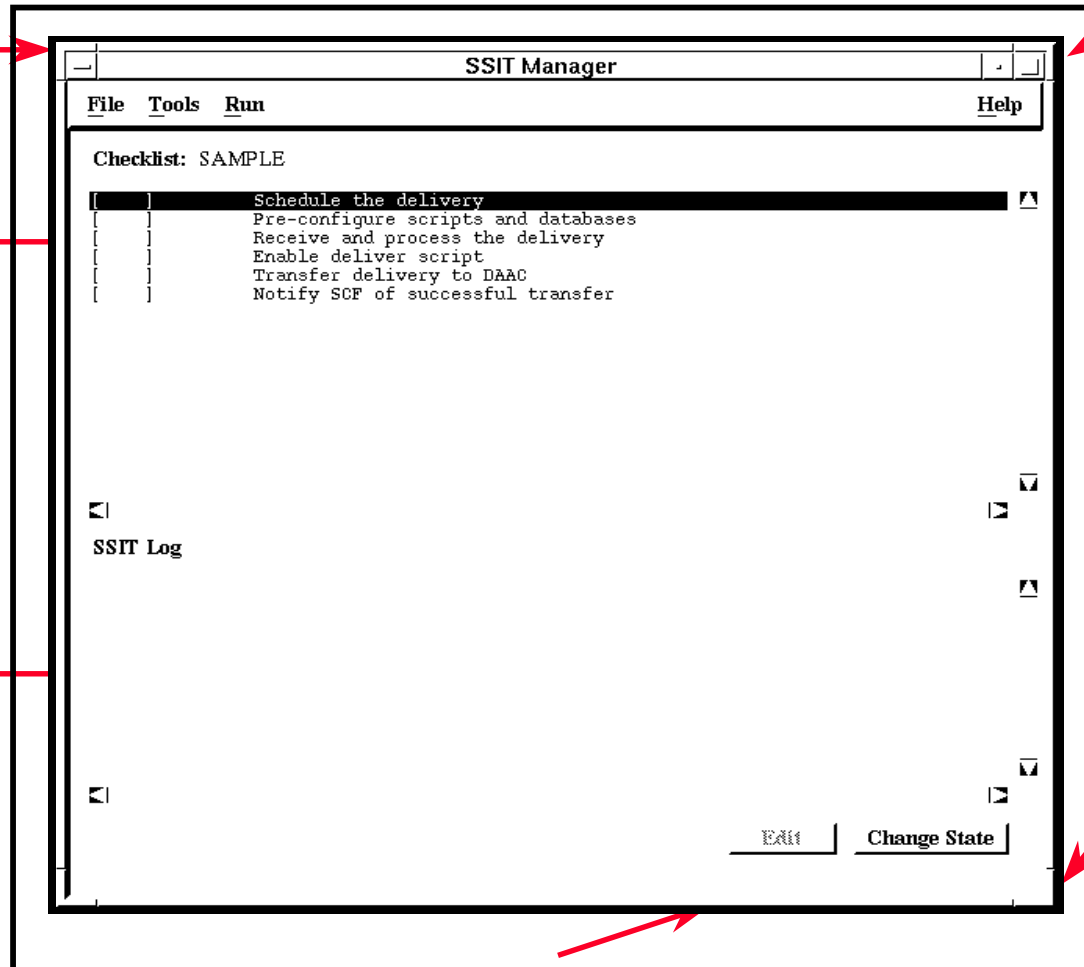 SSIT Manager
File Tools Run Help
Checklist: SAMPLE
[ ] Schedule the delivery
[ ] Pre-configure scripts and databases
[ ] Receive and process the delivery
[ ] Enable deliver script
[ ] Transfer delivery to DAAC
[ ] Notify SCF of successful transfer
SSIT Log
Edit Change State